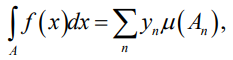 ∫_A f(x)dx = ∑_n y_n μ(A_n),